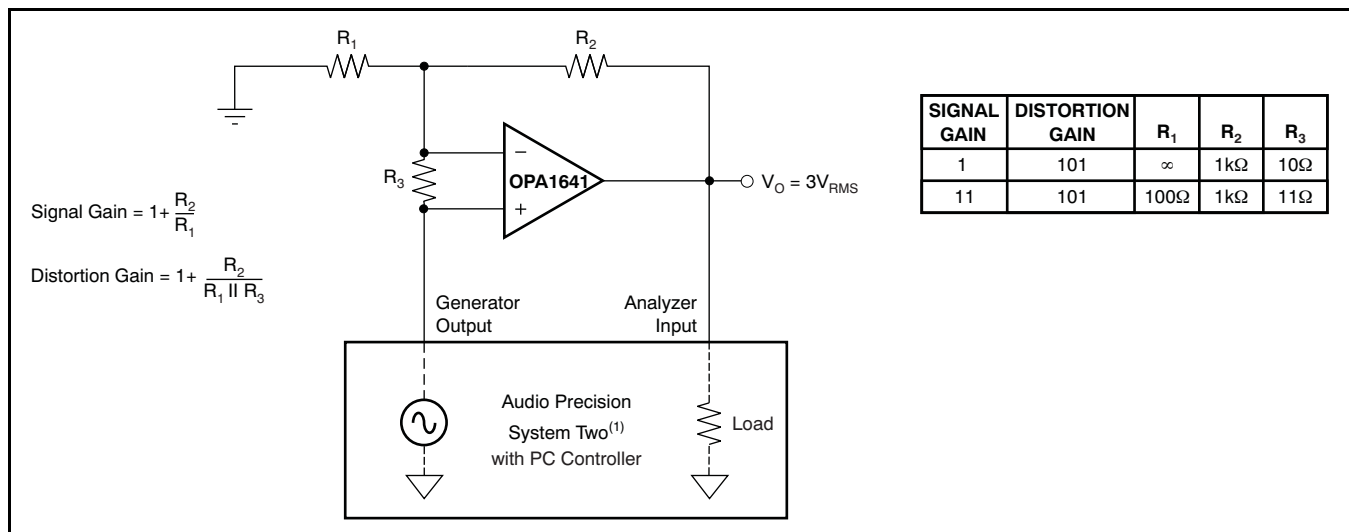 R1
R2
SIGNAL GAIN
DISTORTION GAIN
R1
R2
R3
1
101
∞
1kΩ
10Ω
11
101
100Ω
1kΩ
11Ω
R3
−
OPA1641
+
VO = 3VRMS
Signal Gain = 1+ R2/R1
Distortion Gain = 1+ R2/(R1 II R3)
Generator
Output
Analyzer
Input
Audio Precision
System Two(1)
with PC Controller
Load